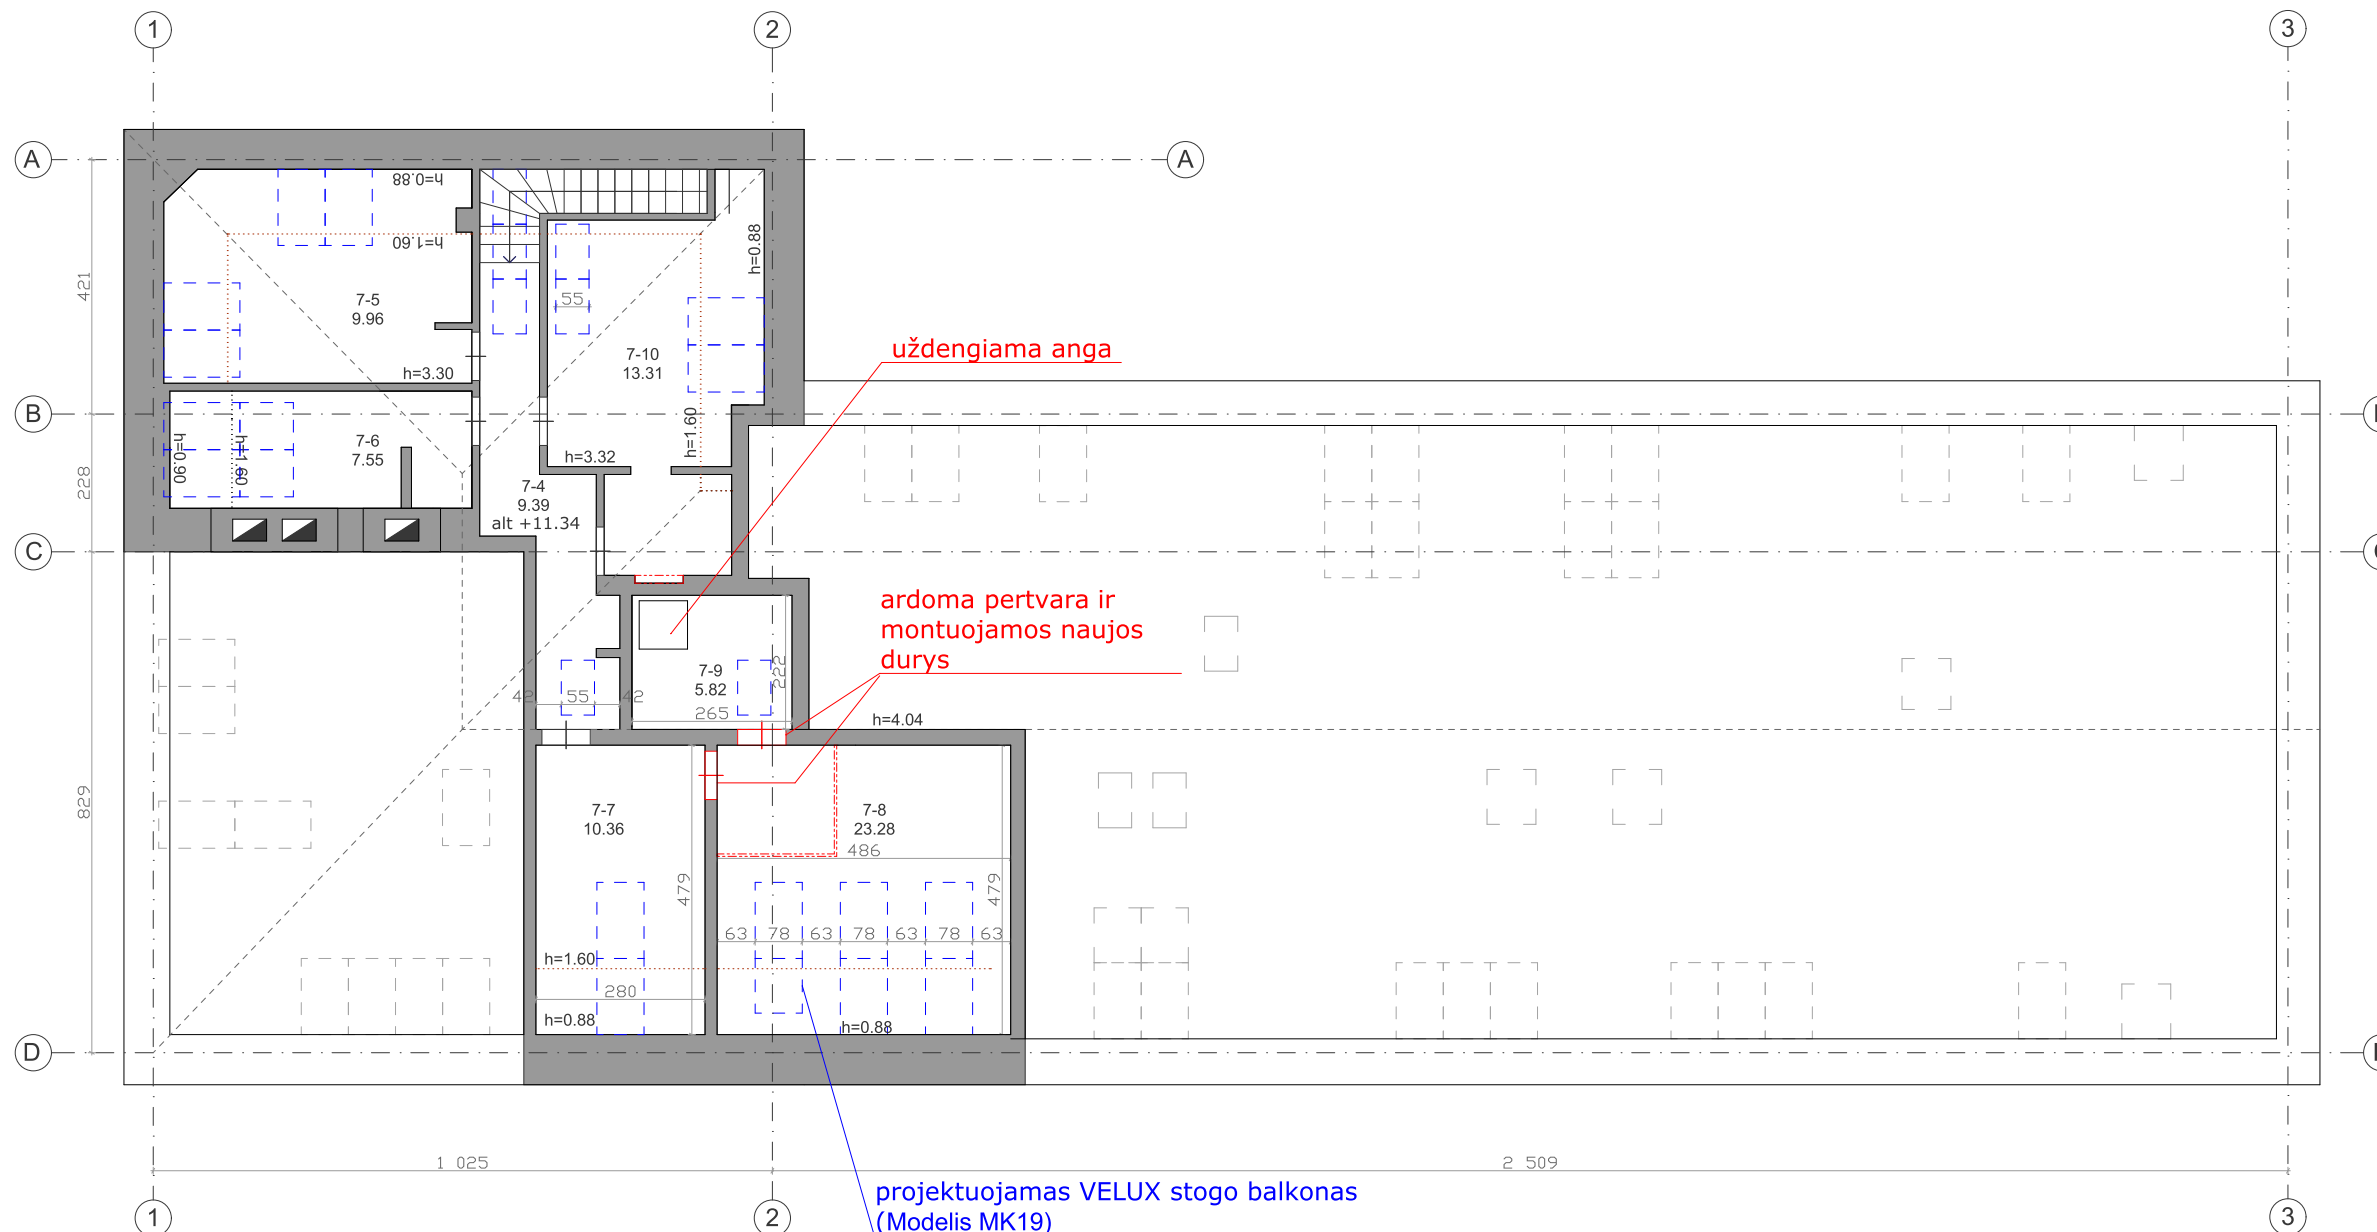 1
2
3
A
A
h=0.88
h=1.60
h=0.88
421
55
7-5
9.96
7-10
13.31
uždengiama anga
h=3.30
B
h=1.60
7-6
7.55
h=0.90
h=1.60
h=3.32
228
7-4
9.39
alt +11.34
C
ardoma pertvara ir
montuojamos naujos
durys
7-9
5.82
222
42
55
42
265
h=4.04
829
7-7
10.36
7-8
23.28
486
479
479
63
78
63
78
63
78
63
h=1.60
280
h=0.88
h=0.88
D
1 025
2 509
projektuojamas VELUX stogo balkonas
(Modelis MK19)
1
2
3